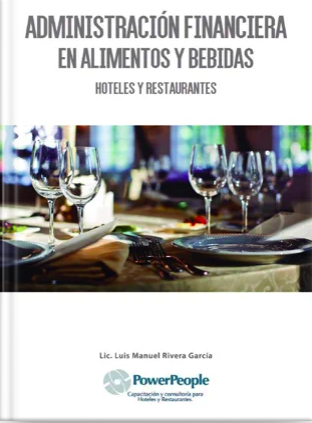 ADMINISTRACIÓN FINANCIERA
EN ALIMENTOS Y BEBIDAS
HOTELES Y RESTAURANTES
Lic. Luis Manuel Rivera García
PowerPeople
Capacitación y consultoría para
Hoteles y Restaurantes.